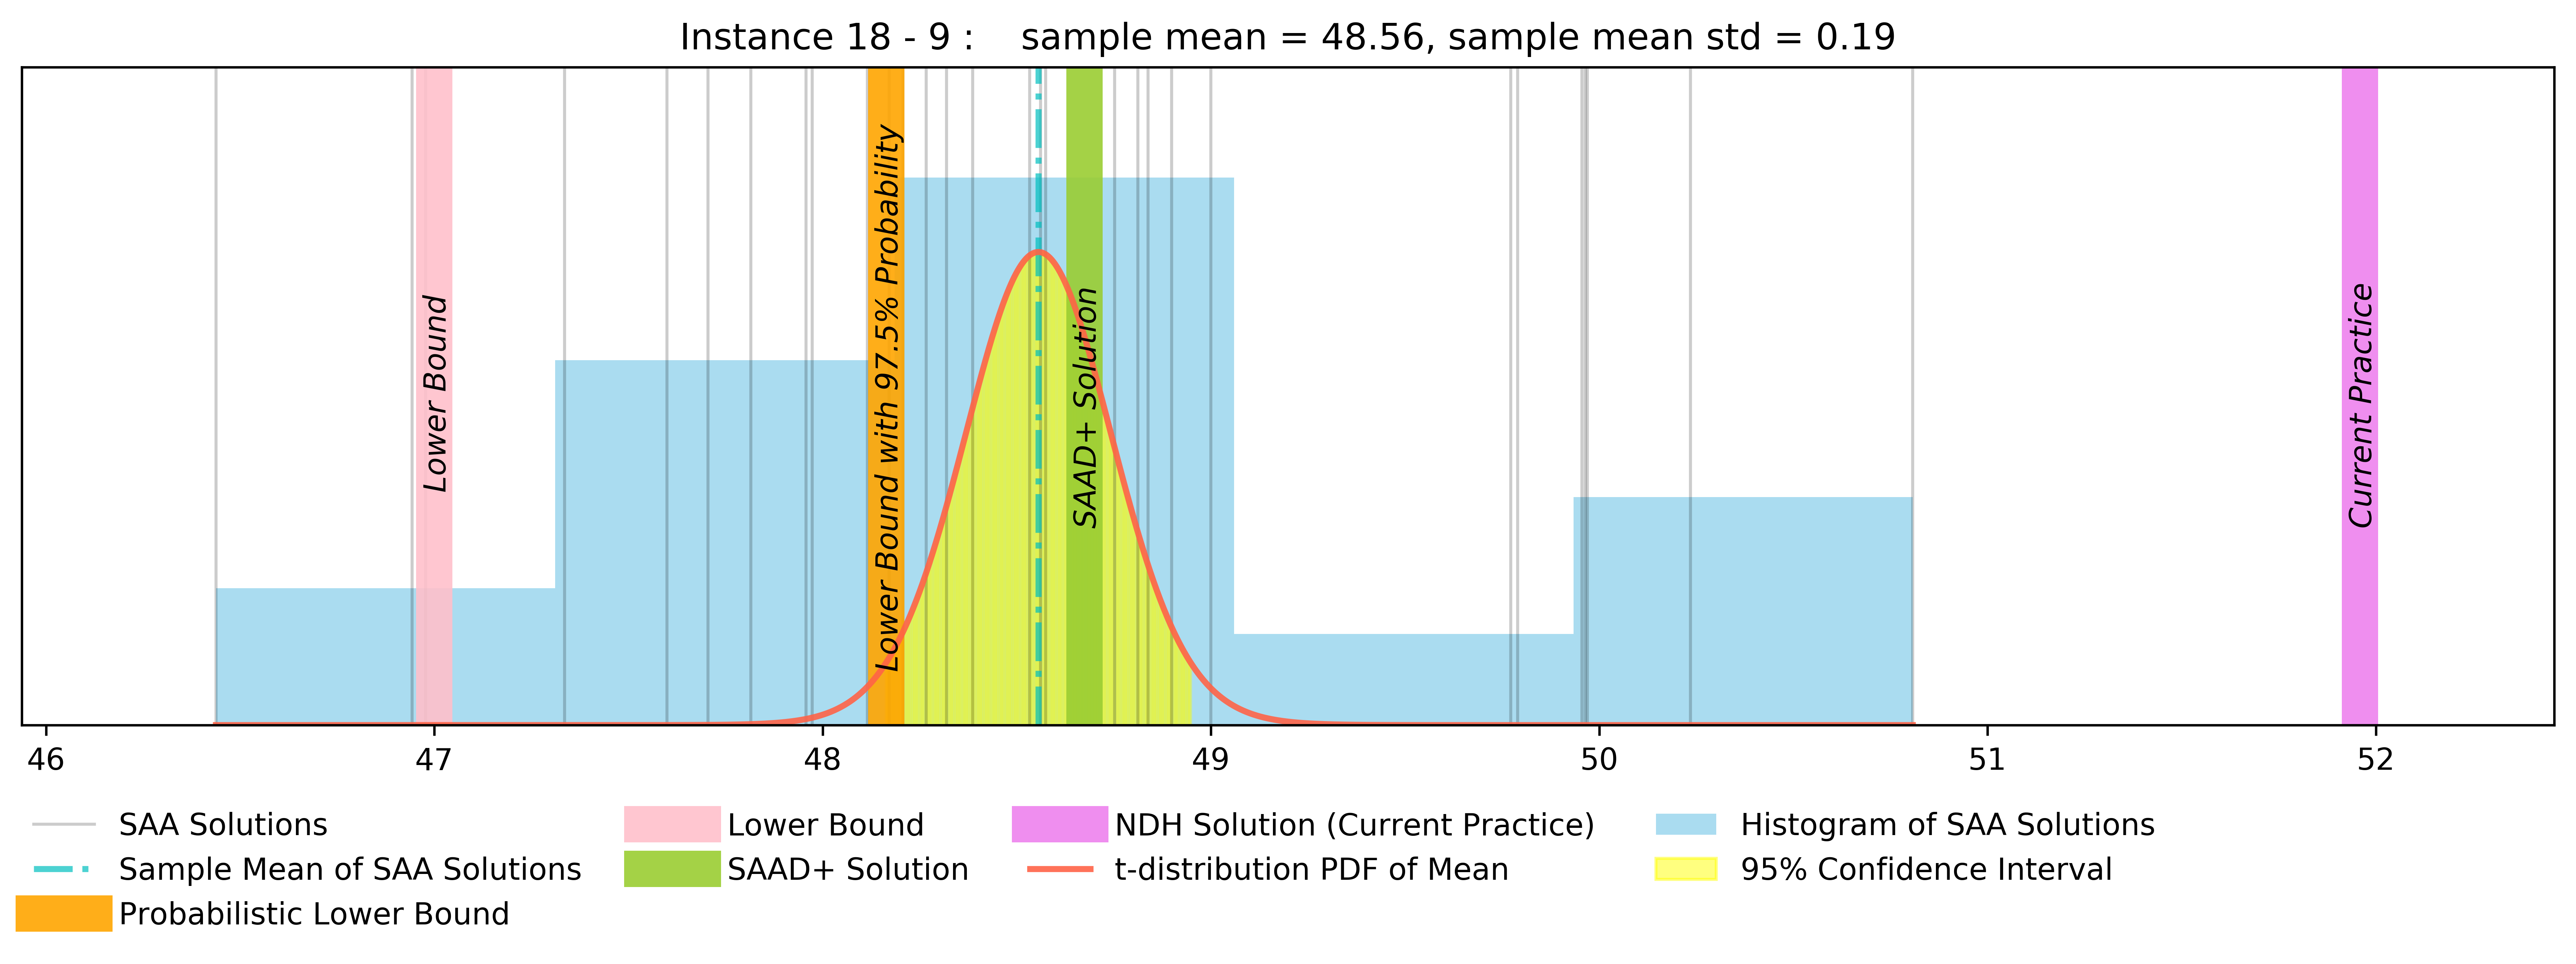 Instance 18 - 9 :    sample mean = 48.56, sample mean std = 0.19
Lower Bound
Lower Bound with 97.5% Probability
SAAD+ Solution
Current Practice
46 47 48 49 50 51 52
SAA Solutions
Sample Mean of SAA Solutions
Probabilistic Lower Bound
Lower Bound
SAAD+ Solution
NDH Solution (Current Practice)
t-distribution PDF of Mean
Histogram of SAA Solutions
95% Confidence Interval